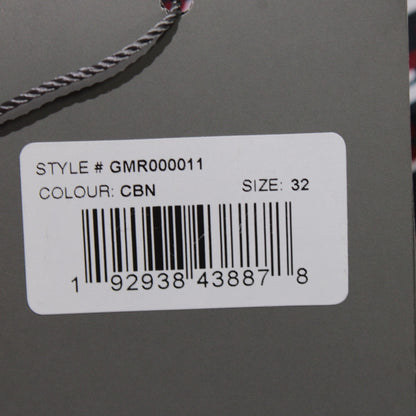 STYLE # GMR000011
COLOUR: CBN SIZE: 32
1 92938 43887 8